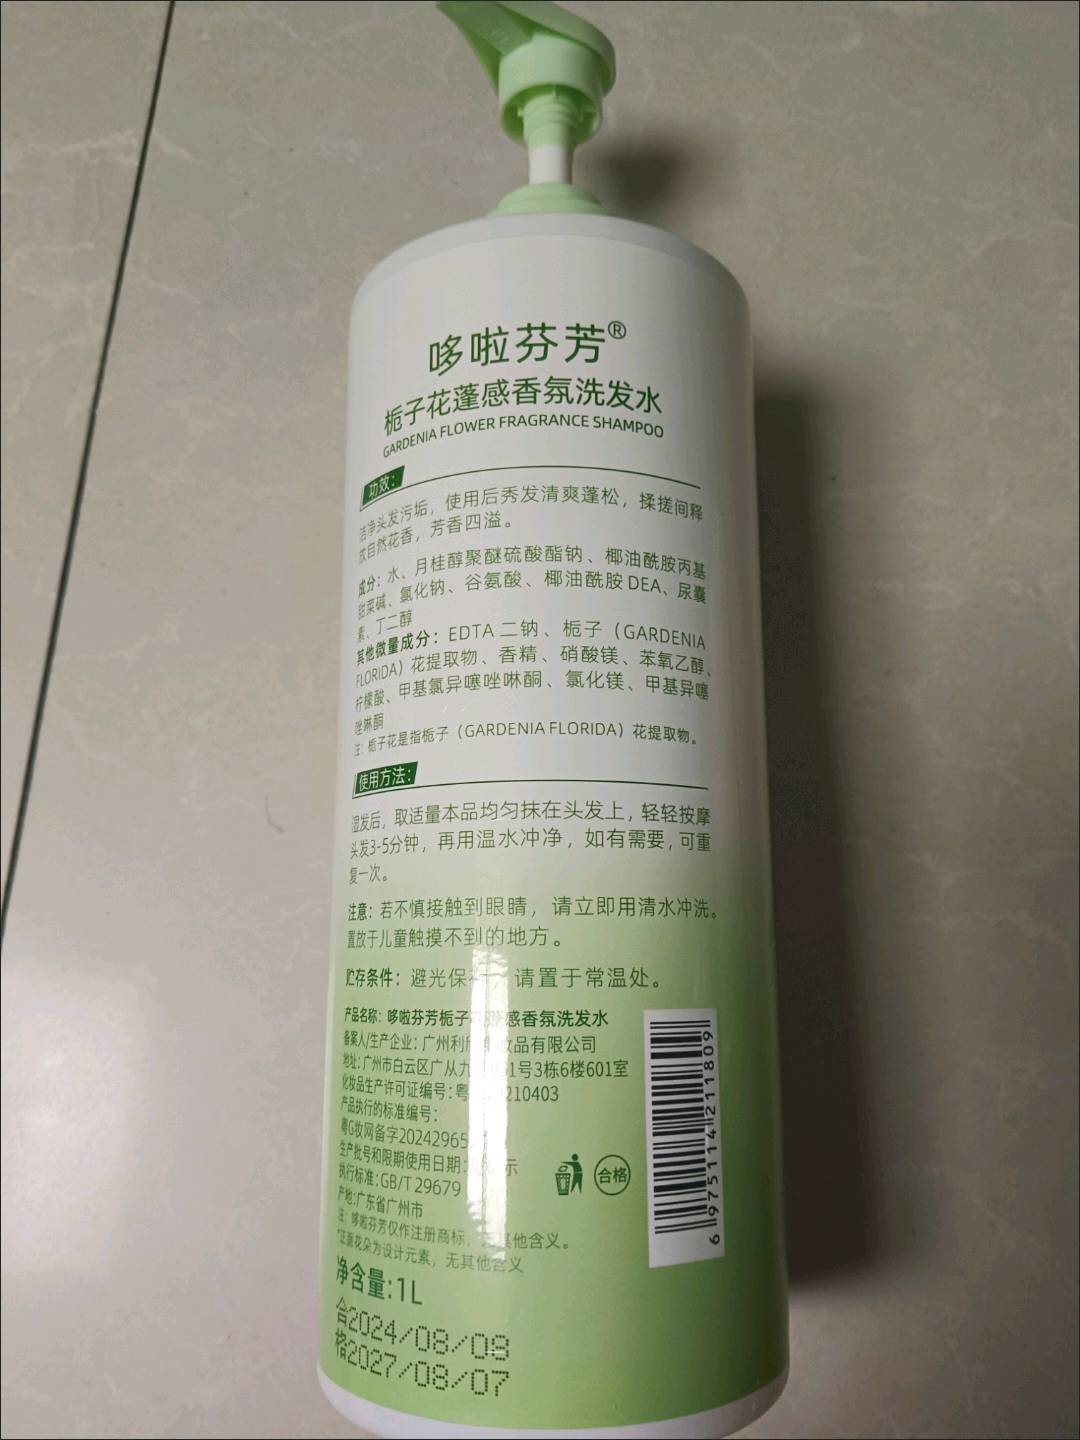 哆啦芬芳®
栀子花蓬感香氛洗发水
GARDENIA FLOWER FRAGRANCE SHAMPOO
功效：
洁净头发污垢，使用后秀发清爽蓬松，揉搓间释
放自然花香，芳香四溢。
成分：水、月桂醇聚醚硫酸酯钠、椰油酰胺丙基
甜菜碱、氯化钠、谷氨酸、椰油酰胺DEA、尿囊
素、丁二醇
其他微量成分：EDTA二钠、栀子（GARDENIA
FLORIDA）花提取物、香精、硝酸镁、苯氧乙醇、
柠檬酸、甲基氯异噻唑啉酮、氯化镁、甲基异噻
唑啉酮
注：栀子花是指栀子（GARDENIA FLORIDA）花提取物。
使用方法：
湿发后，取适量本品均匀抹在头发上，轻轻按摩
头发3-5分钟，再用温水冲净，如有需要，可重
复一次。
注意：若不慎接触到眼睛，请立即用清水冲洗。
置放于儿童触摸不到的地方。
贮存条件：避光保存，请置于常温处。
产品名称：哆啦芬芳栀子花蓬感香氛洗发水
备案人/生产企业：广州利 妆品有限公司
地址：广州市白云区广从九 号3栋6楼601室
化妆品生产许可证编号：粤 210403
产品执行的标准编号：
粤G妆网备字20242965
生产批号和限期使用日期： 示
执行标准：GB/T 29679
产地：广东省广州市
注：哆啦芬芳仅作注册商标， 其他含义。
*正面花朵为设计元素，无其他含义
合格
6975114211809
净含量：1L
合2024/08/08
格2027/08/07